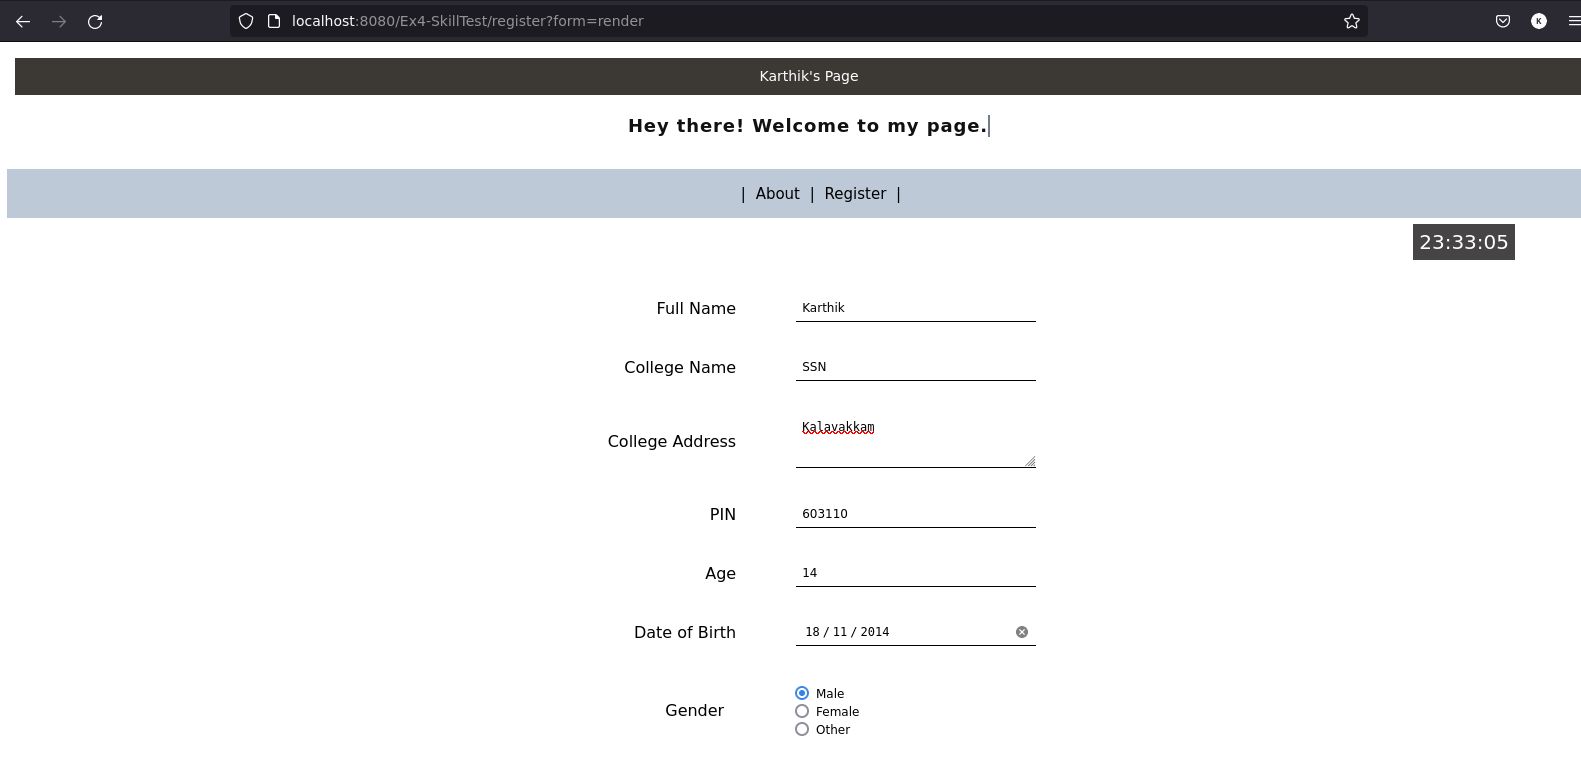 localhost:8080/Ex4-SkillTest/register?form=render
K
Karthik's Page
Hey there! Welcome to my page.
| About | Register |
23:33:05
Full Name Karthik
College Name SSN
College Address Kalavakkam
PIN 603110
Age 14
Date of Birth 18 / 11 / 2014
Gender
Male
Female
Other